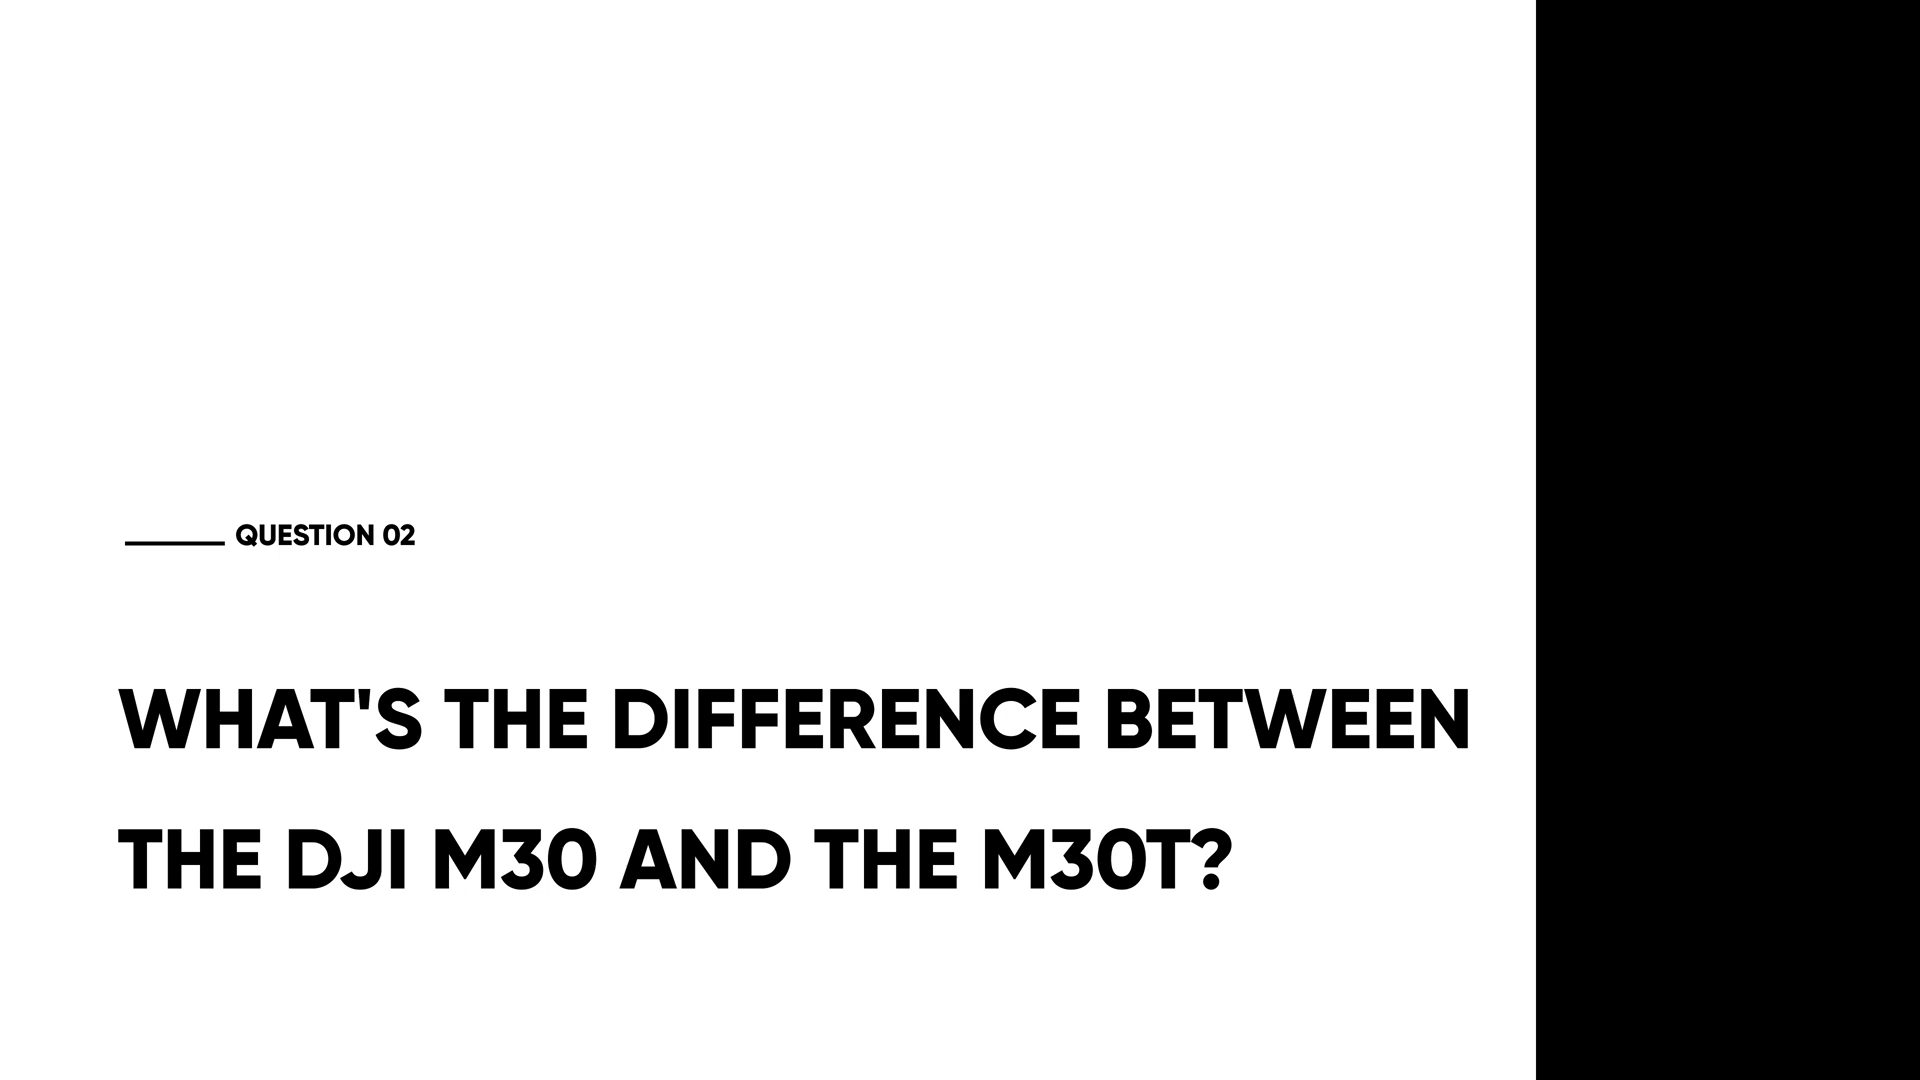 QUESTION 02
WHAT'S THE DIFFERENCE BETWEEN
THE DJI M30 AND THE M30T?